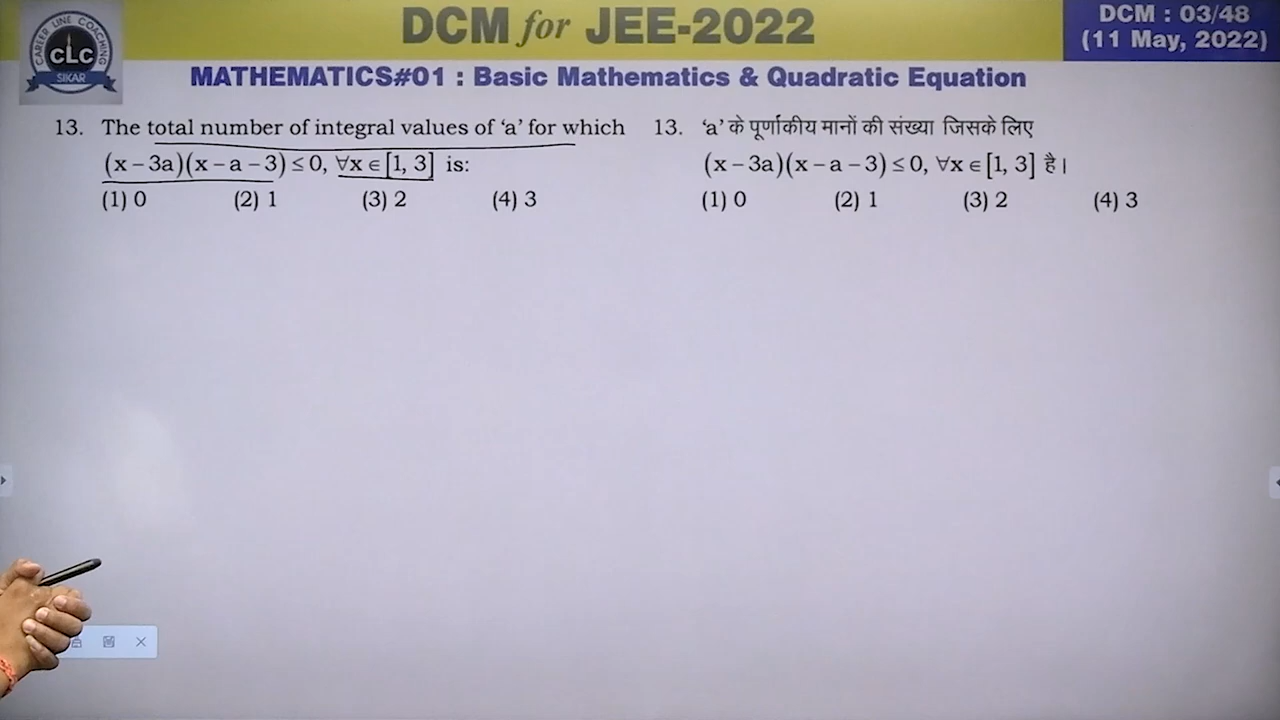 DCM for JEE-2022
DCM : 03/48
(11 May, 2022)
CAREER LINE COACHING
CLC
SIKAR
MATHEMATICS#01 : Basic Mathematics & Quadratic Equation
13. The total number of integral values of ‘a’ for which
(x – 3a)(x – a – 3) ≤ 0, ∀x ∈ [1, 3] is:
(1) 0 (2) 1 (3) 2 (4) 3
13. ‘a’ के पूर्णांकीय मानों की संख्या जिसके लिए
(x – 3a)(x – a – 3) ≤ 0, ∀x ∈ [1, 3] है।
(1) 0 (2) 1 (3) 2 (4) 3